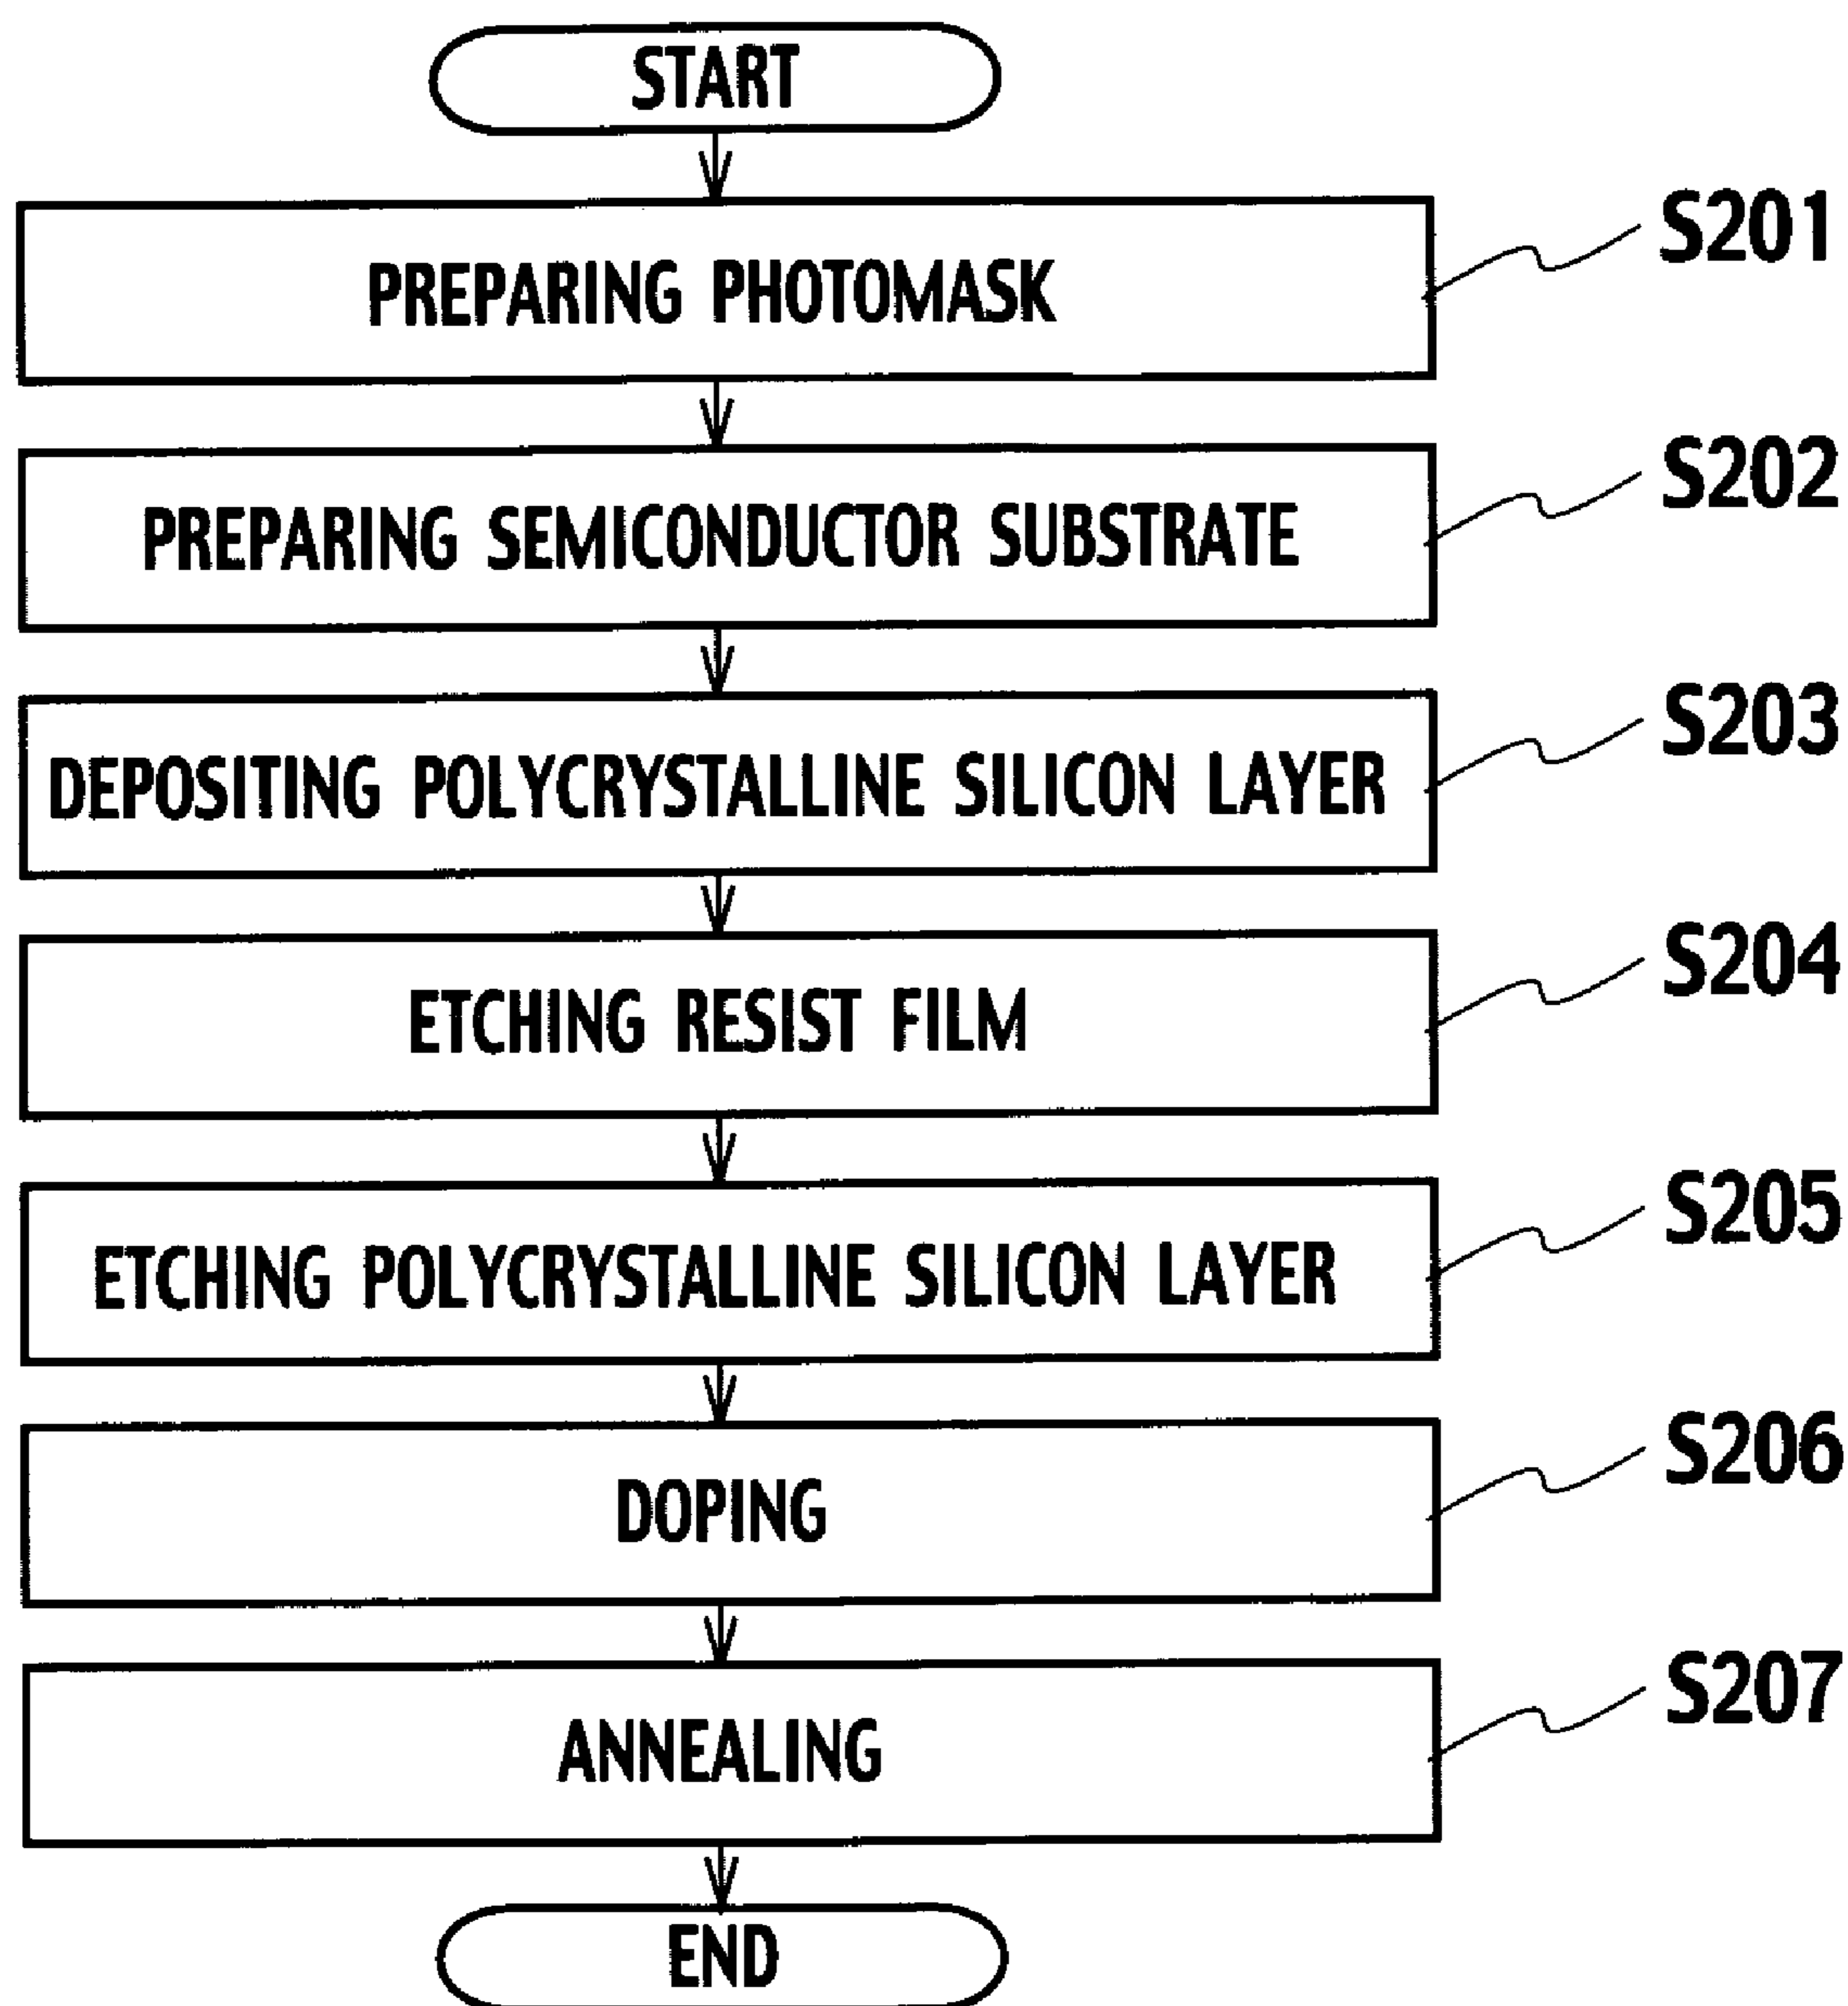 START
PREPARING PHOTOMASK
S201
PREPARING SEMICONDUCTOR SUBSTRATE
S202
DEPOSITING POLYCRYSTALLINE SILICON LAYER
S203
ETCHING RESIST FILM
S204
ETCHING POLYCRYSTALLINE SILICON LAYER
S205
DOPING
S206
ANNEALING
S207
END